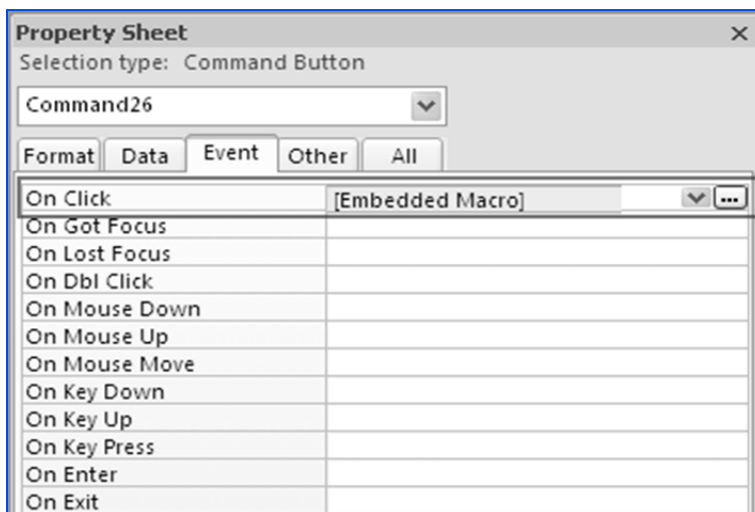 Property Sheet
Selection type: Command Button
Command26
Format Data Event Other All
On Click [Embedded Macro]
On Got Focus
On Lost Focus
On Dbl Click
On Mouse Down
On Mouse Up
On Mouse Move
On Key Down
On Key Up
On Key Press
On Enter
On Exit